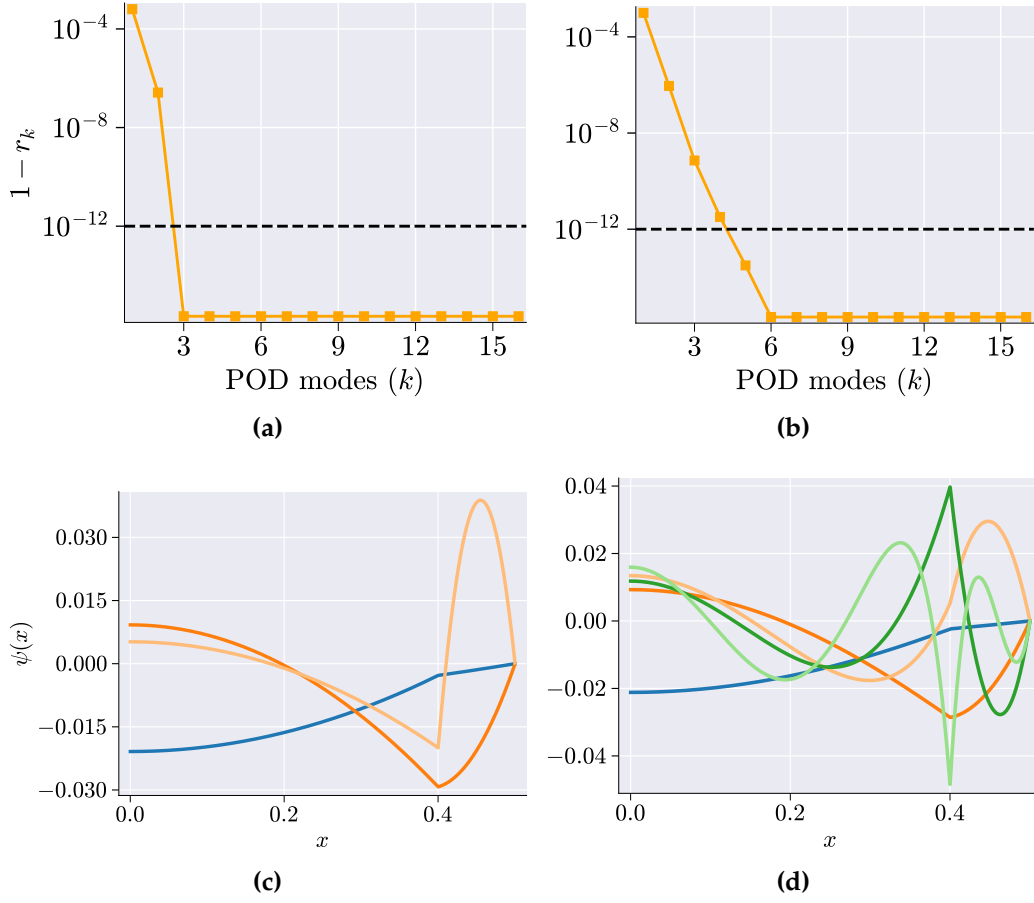 10⁻⁴
10⁻⁸
10⁻¹²
1 − r_k
3 6 9 12 15
POD modes (k)
(a)
10⁻⁴
10⁻⁸
10⁻¹²
3 6 9 12 15
POD modes (k)
(b)
0.030
0.015
0.000
−0.015
−0.030
ψ(x)
0.0 0.2 0.4
x
(c)
0.04
0.02
0.00
−0.02
−0.04
0.0 0.2 0.4
x
(d)